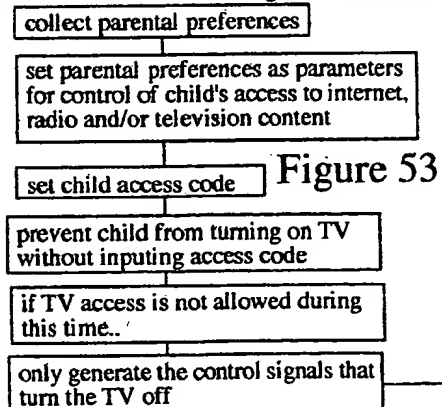 collect parental preferences
set parental preferences as parameters
for control of child's access to internet,
radio and/or television content
set child access code
Figure 53
prevent child from turning on TV
without inputing access code
if TV access is not allowed during
this time..
only generate the control signals that
turn the TV off